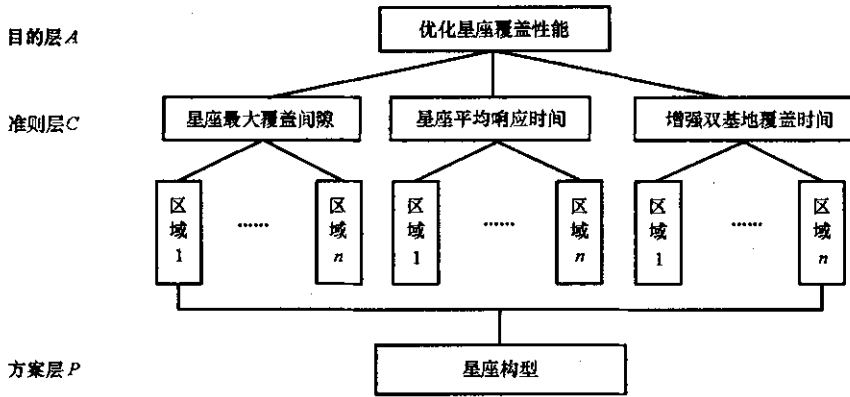 目的层A
优化星座覆盖性能
准则层C
星座最大覆盖间隙
星座平均响应时间
增强双基地覆盖时间
区域1
……
区域n
区域1
……
区域n
区域1
……
区域n
方案层P
星座构型